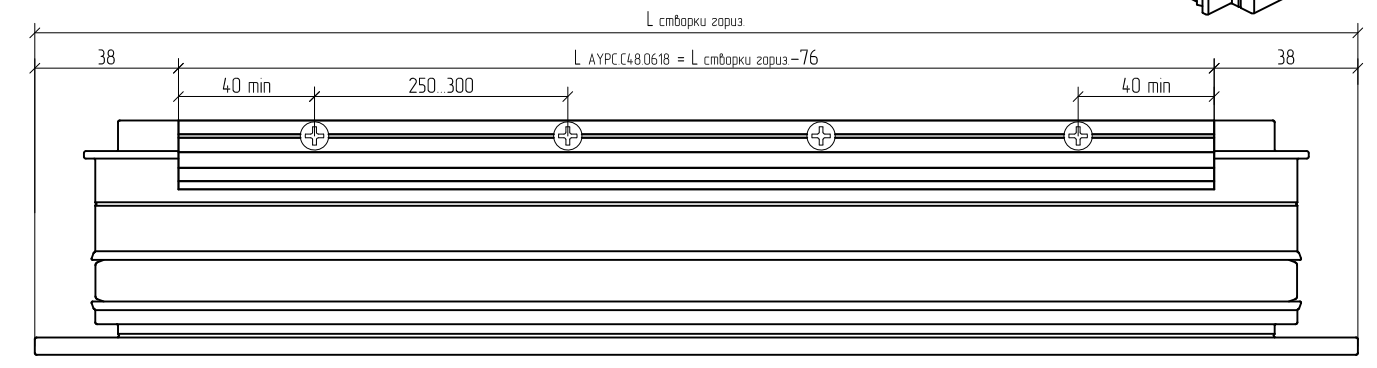 L створки гориз.
38
L AYPC.C48.0618 = L створки гориз.-76
38
40 min
250...300
40 min